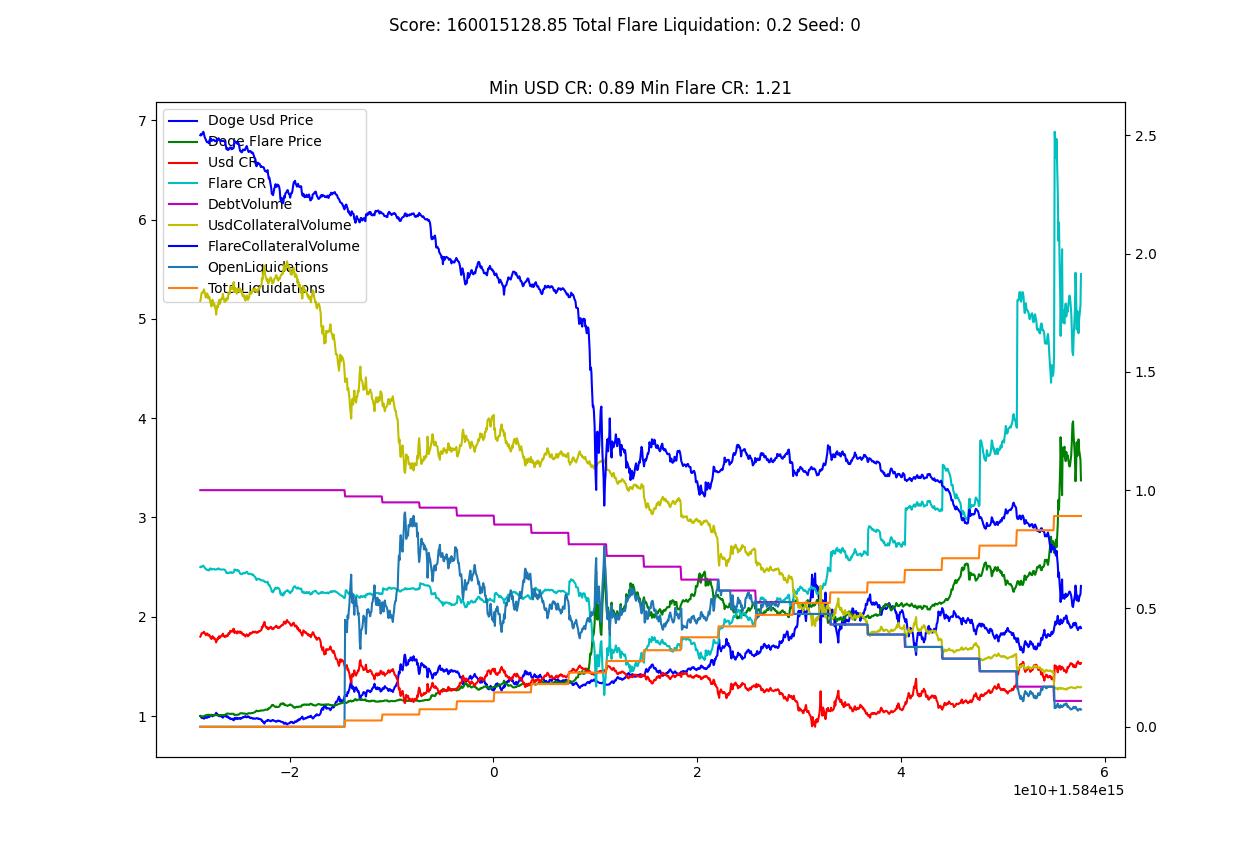 Score: 160015128.85 Total Flare Liquidation: 0.2 Seed: 0
Min USD CR: 0.89 Min Flare CR: 1.21
Doge Usd Price
Doge Flare Price
Usd CR
Flare CR
DebtVolume
UsdCollateralVolume
FlareCollateralVolume
OpenLiquidations
TotalLiquidations
7
6
5
4
3
2
1
2.5
2.0
1.5
1.0
0.5
0.0
−2
0
2
4
6
1e10+1.584e15